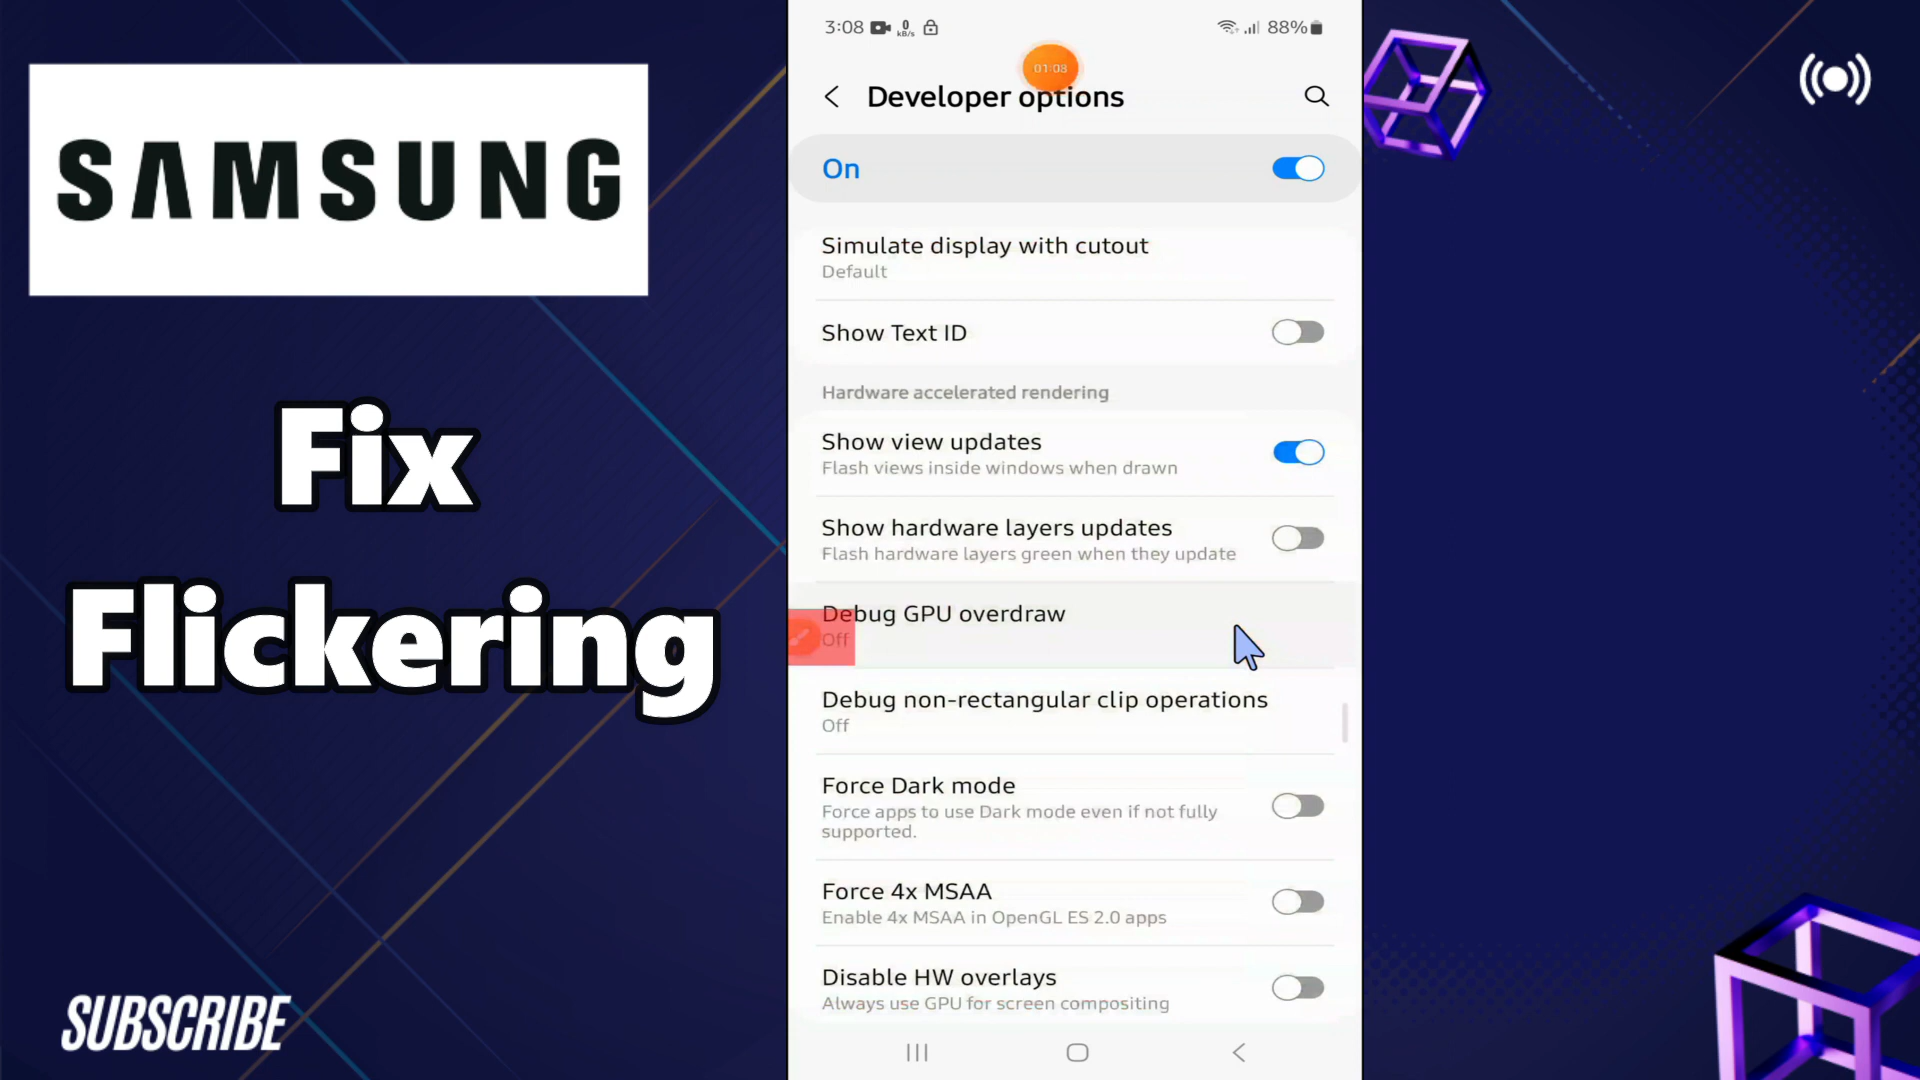 SAMSUNG
Fix
Flickering
SUBSCRIBE
3:08 0 kB/s 88%
01:08
Developer options
On
Simulate display with cutout
Default
Show Text ID
Hardware accelerated rendering
Show view updates
Flash views inside windows when drawn
Show hardware layers updates
Flash hardware layers green when they update
Debug GPU overdraw
Off
Debug non-rectangular clip operations
Off
Force Dark mode
Force apps to use Dark mode even if not fully
supported.
Force 4x MSAA
Enable 4x MSAA in OpenGL ES 2.0 apps
Disable HW overlays
Always use GPU for screen compositing